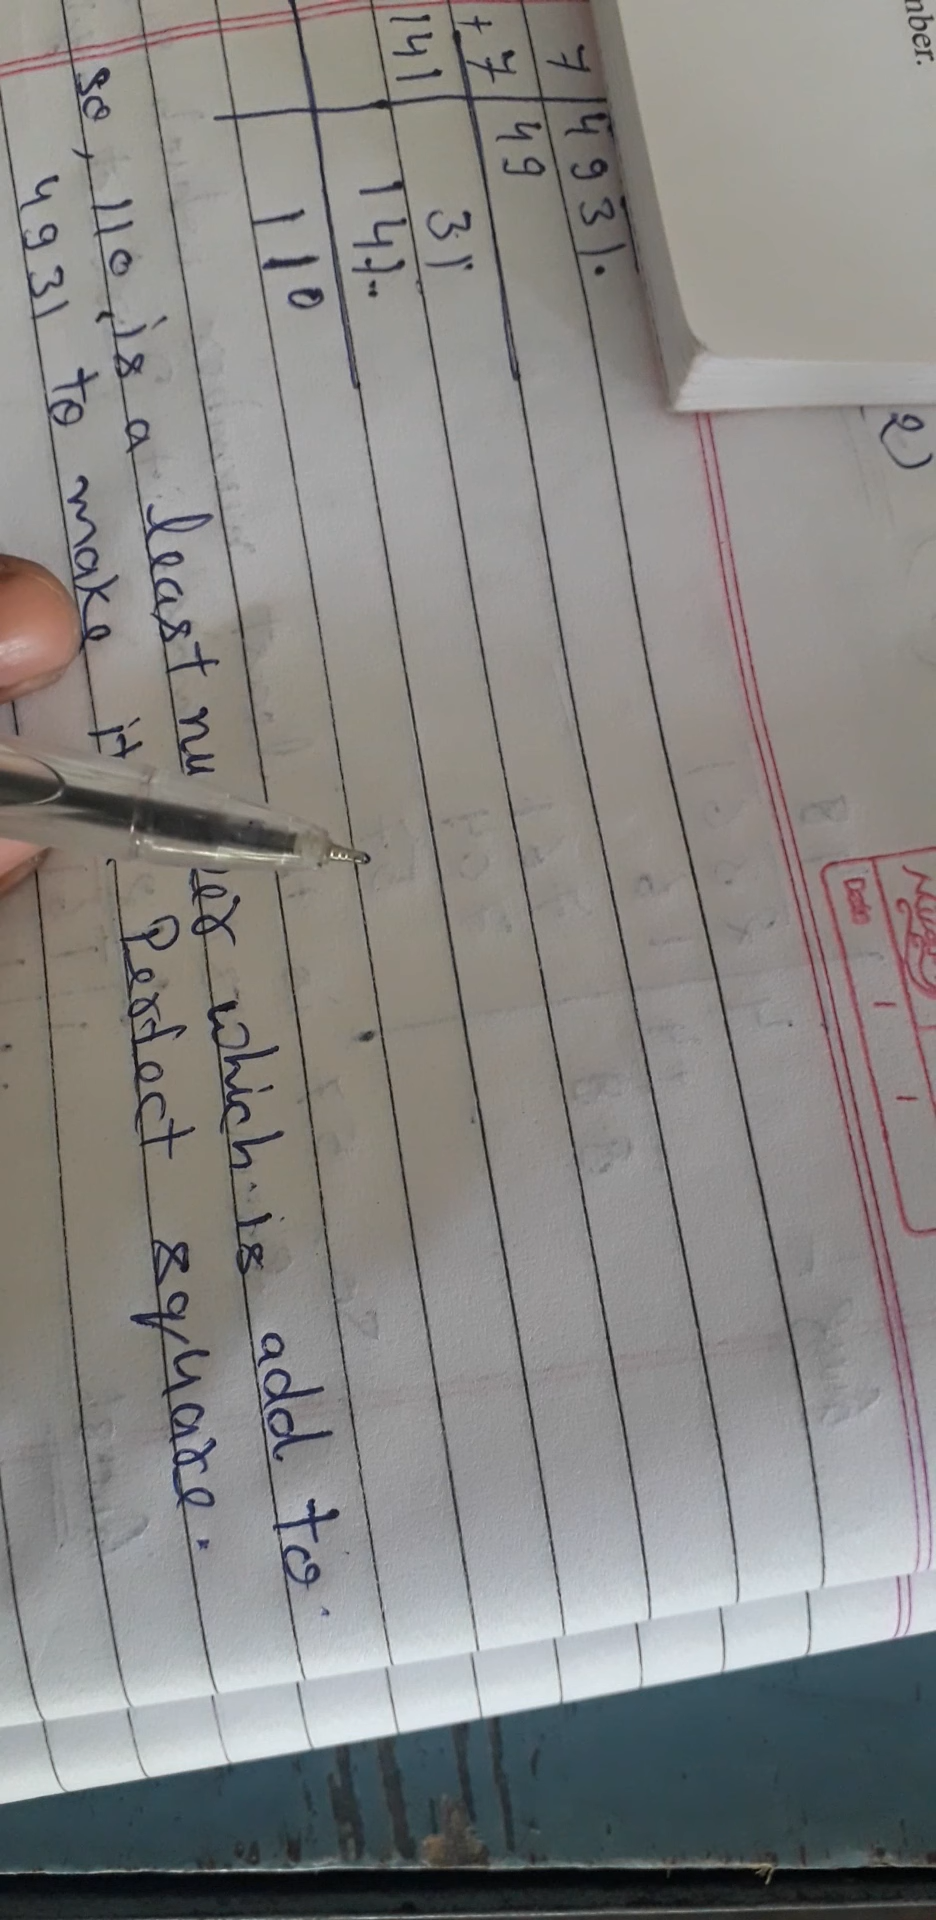 mber.
2)
Date
7 4931.
+7 49
141 31
141..
110
so, 110, is a least nu er which is add to.
4931 to make it Perfect square.